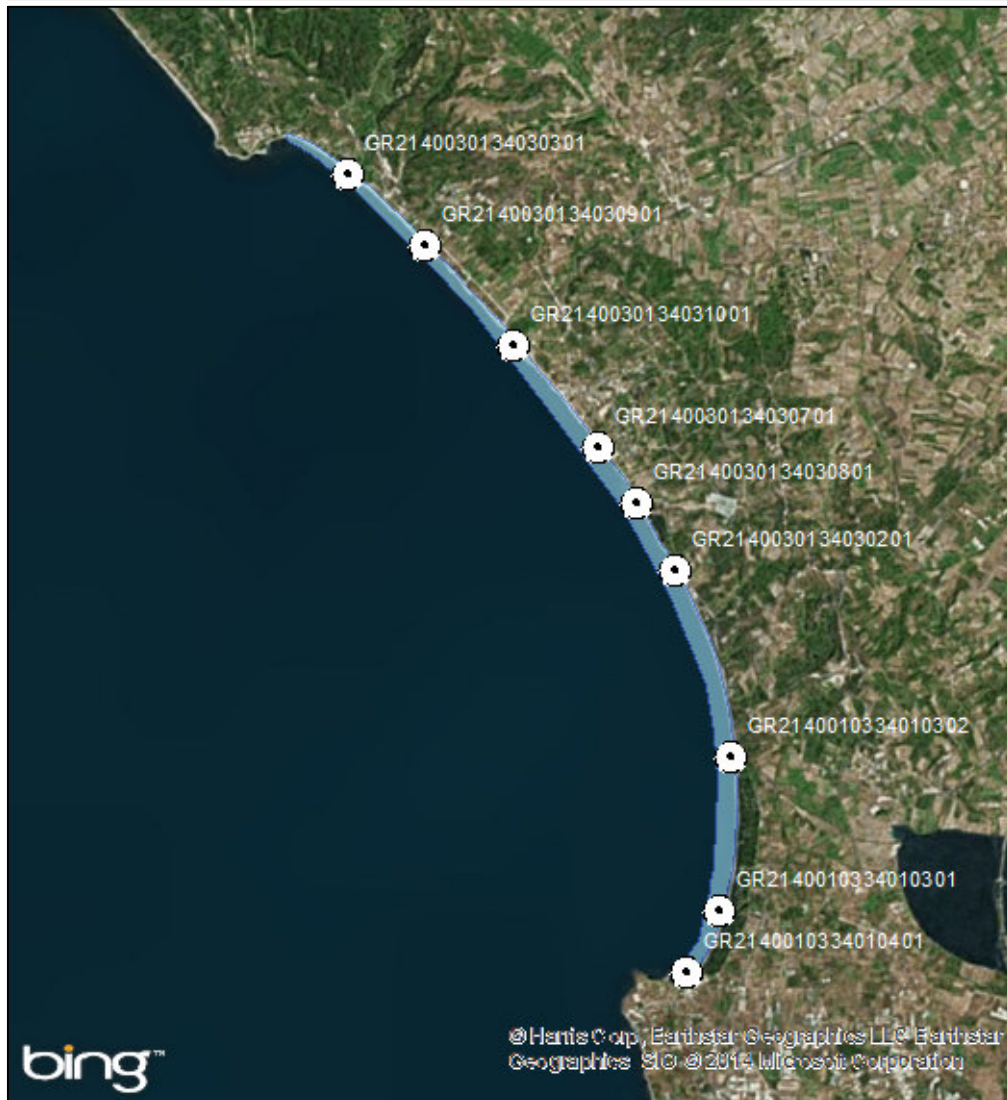 GR2140030134030301
GR2140030134030901
GR2140030134031001
GR2140030134030701
GR2140030134030801
GR2140030134030201
GR2140010334010302
GR2140010334010301
GR2140010334010401
bing™
© Harris Corp, Earthstar Geographics LLC Earthstar
Geographics SIO © 2014 Microsoft Corporation